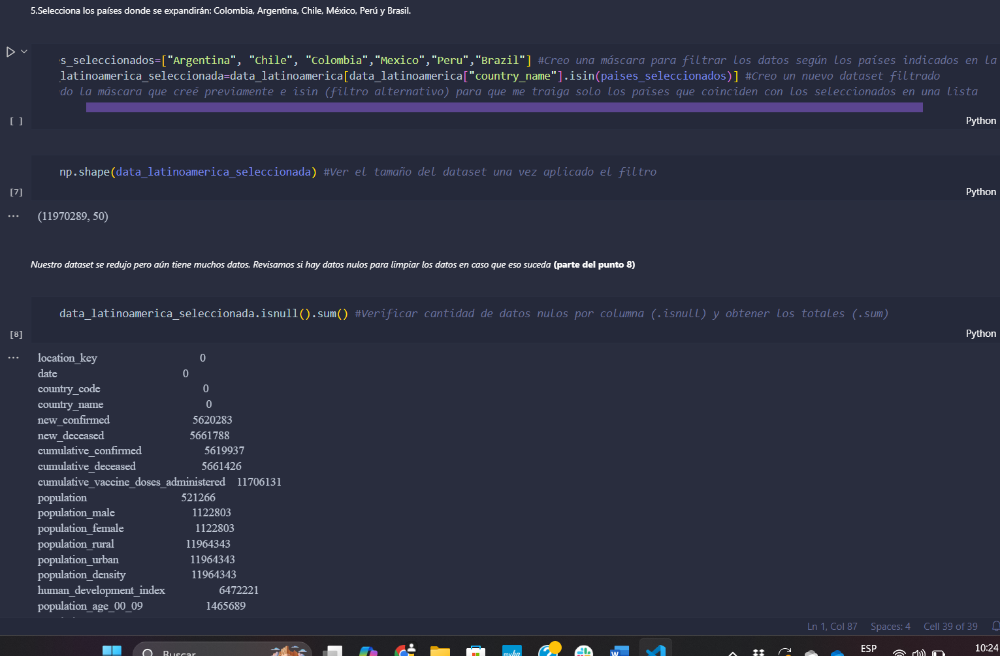 5.Selecciona los países donde se expandirán: Colombia, Argentina, Chile, México, Perú y Brasil.
s_seleccionados=["Argentina", "Chile", "Colombia","Mexico","Peru","Brazil"] #Creo una máscara para filtrar los datos según los países indicados en la
latinoamerica_seleccionada=data_latinoamerica[data_latinoamerica["country_name"].isin(paises_seleccionados)] #Creo un nuevo dataset filtrado
do la máscara que creé previamente e isin (filtro alternativo) para que me traiga solo los países que coinciden con los seleccionados en una lista
[ ]
Python
np.shape(data_latinoamerica_seleccionada) #Ver el tamaño del dataset una vez aplicado el filtro
[7]
Python
(11970289, 50)
Nuestro dataset se redujo pero aún tiene muchos datos. Revisamos si hay datos nulos para limpiar los datos en caso que eso suceda (parte del punto 8)
data_latinoamerica_seleccionada.isnull().sum() #Verificar cantidad de datos nulos por columna (.isnull) y obtener los totales (.sum)
[8]
Python
location_key 0
date 0
country_code 0
country_name 0
new_confirmed 5620283
new_deceased 5661788
cumulative_confirmed 5619937
cumulative_deceased 5661426
cumulative_vaccine_doses_administered 11706131
population 521266
population_male 1122803
population_female 1122803
population_rural 11964343
population_urban 11964343
population_density 11964343
human_development_index 6472221
population_age_00_09 1465689
Ln 1, Col 87 Spaces: 4 Cell 39 of 39
Buscar
myhp
W
ESP
10:24